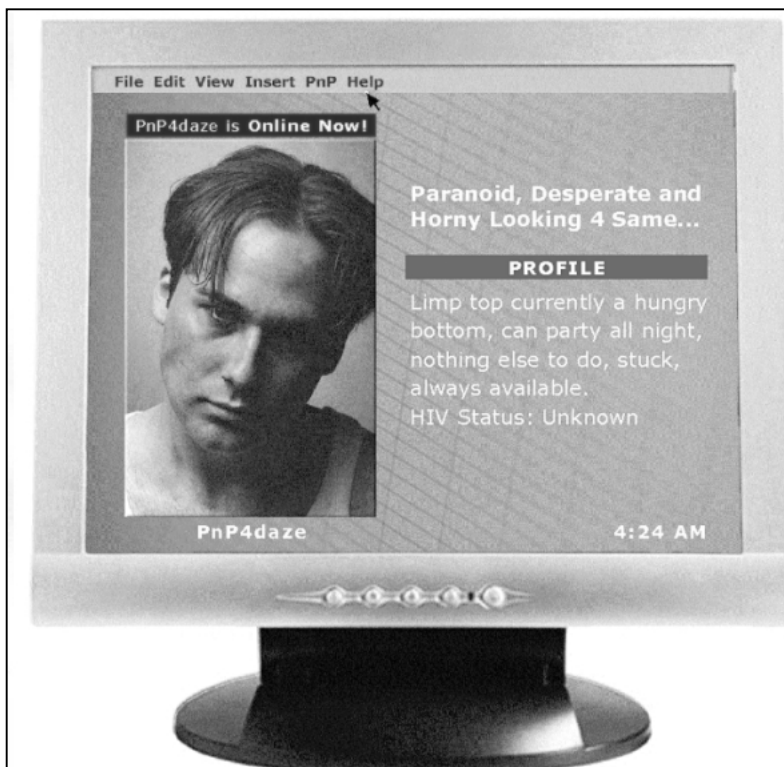 File Edit View Insert PnP Help
PnP4daze is Online Now!
Paranoid, Desperate and
Horny Looking 4 Same...
PROFILE
Limp top currently a hungry
bottom, can party all night,
nothing else to do, stuck,
always available.
HIV Status: Unknown
PnP4daze
4:24 AM